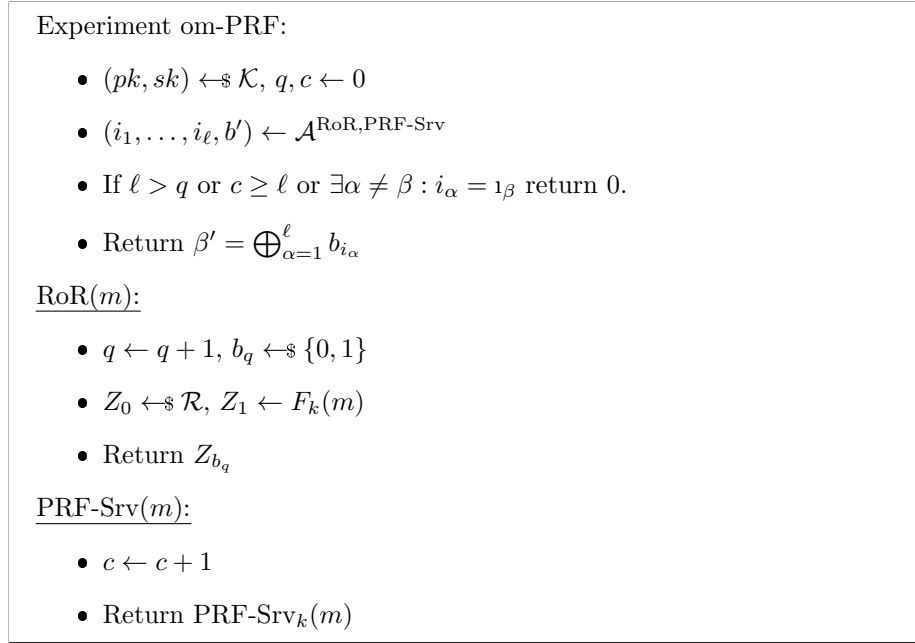 Experiment om-PRF:
• (pk, sk) ←$ 𝒦, q, c ← 0
• (i₁, …, i_ℓ, b′) ← 𝒜^{RoR,PRF-Srv}
• If ℓ > q or c ≥ ℓ or ∃α ≠ β : i_α = ı_β return 0.
• Return β′ = ⊕_{α=1}^{ℓ} b_{i_α}
RoR(m):
• q ← q + 1, b_q ←$ {0, 1}
• Z₀ ←$ ℛ, Z₁ ← F_k(m)
• Return Z_{b_q}
PRF-Srv(m):
• c ← c + 1
• Return PRF-Srv_k(m)